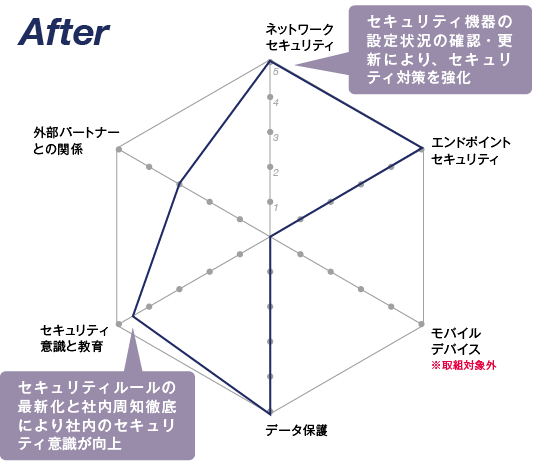 After
ネットワーク
セキュリティ
セキュリティ機器の
設定状況の確認・更
新により、セキュリ
ティ対策を強化
外部パートナー
との関係
エンドポイント
セキュリティ
5
4
3
2
1
セキュリティ
意識と教育
モバイル
デバイス
※取組対象外
セキュリティルールの
最新化と社内周知徹底
により社内のセキュリ
ティ意識が向上
データ保護